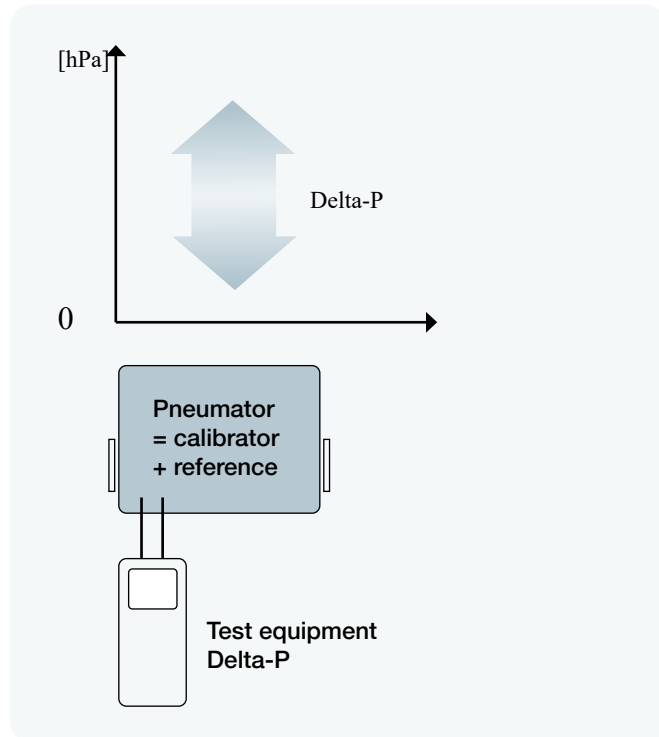 [hPa]
Delta-P
0
Pneumator
= calibrator
+ reference
Test equipment
Delta-P